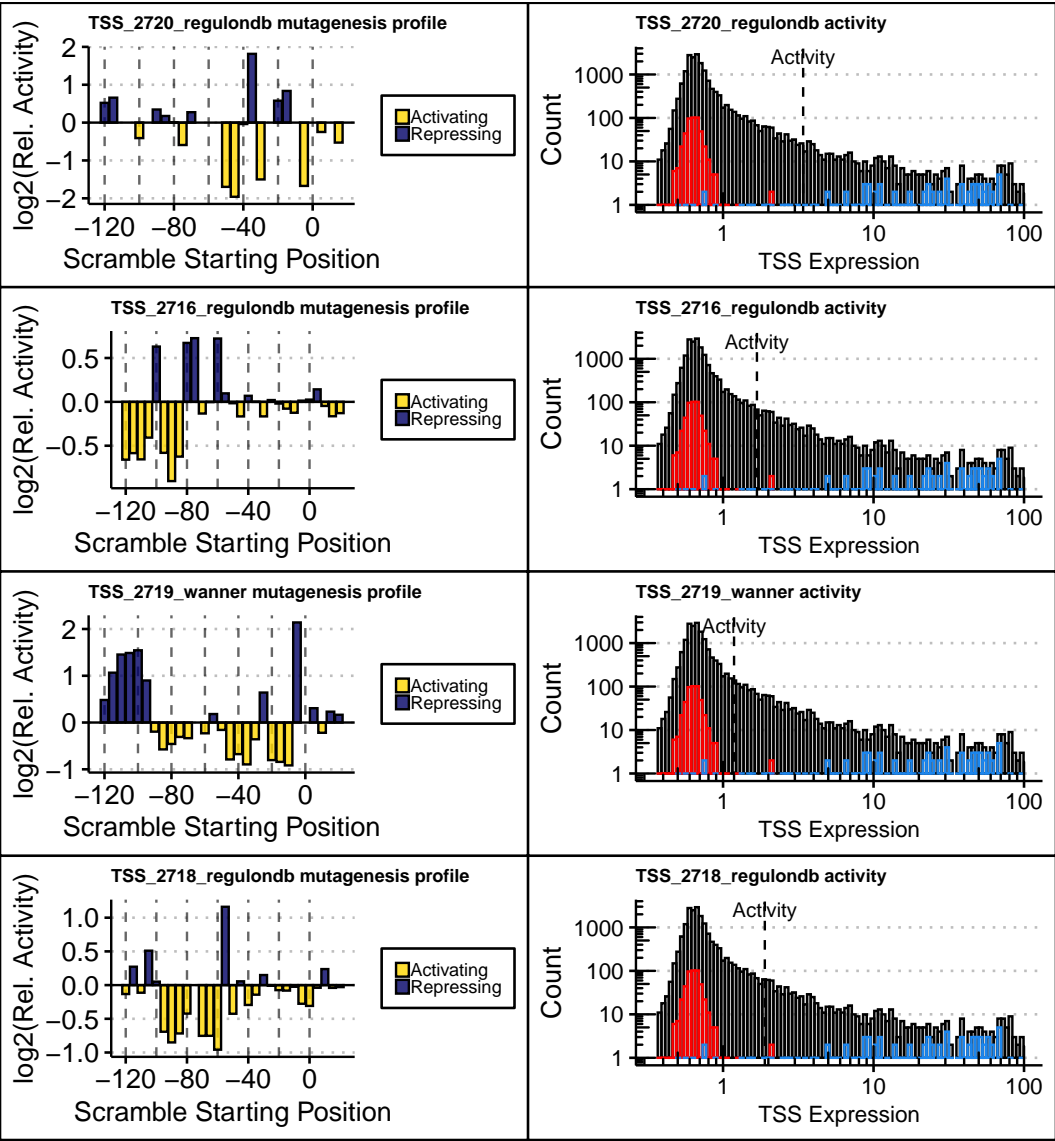 TSS_2720_regulondb mutagenesis profile
log2(Rel. Activity)
2
1
0
−1
−2
−120 −80 −40 0
Scramble Starting Position
Activating
Repressing
TSS_2720_regulondb activity
Activity
Count
1000
100
10
1
1 10 100
TSS Expression
TSS_2716_regulondb mutagenesis profile
log2(Rel. Activity)
0.5
0.0
−0.5
−120 −80 −40 0
Scramble Starting Position
Activating
Repressing
TSS_2716_regulondb activity
Activity
Count
1000
100
10
1
1 10 100
TSS Expression
TSS_2719_wanner mutagenesis profile
log2(Rel. Activity)
2
1
0
−1
−120 −80 −40 0
Scramble Starting Position
Activating
Repressing
TSS_2719_wanner activity
Activity
Count
1000
100
10
1
1 10 100
TSS Expression
TSS_2718_regulondb mutagenesis profile
log2(Rel. Activity)
1.0
0.5
0.0
−0.5
−1.0
−120 −80 −40 0
Scramble Starting Position
Activating
Repressing
TSS_2718_regulondb activity
Activity
Count
1000
100
10
1
1 10 100
TSS Expression